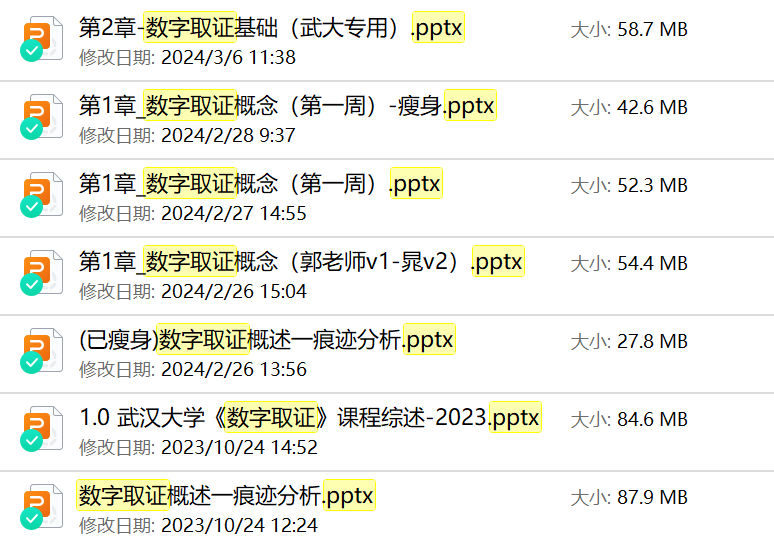 第2章-数字取证基础（武大专用）.pptx
大小: 58.7 MB
修改日期: 2024/3/6 11:38
第1章_数字取证概念（第一周）-瘦身.pptx
大小: 42.6 MB
修改日期: 2024/2/28 9:37
第1章_数字取证概念（第一周）.pptx
大小: 52.3 MB
修改日期: 2024/2/27 14:55
第1章_数字取证概念（郭老师v1-晁v2）.pptx
大小: 54.4 MB
修改日期: 2024/2/26 15:04
(已瘦身)数字取证概述一痕迹分析.pptx
大小: 27.8 MB
修改日期: 2024/2/26 13:56
1.0 武汉大学《数字取证》课程综述-2023.pptx
大小: 84.6 MB
修改日期: 2023/10/24 14:52
数字取证概述一痕迹分析.pptx
大小: 87.9 MB
修改日期: 2023/10/24 12:24